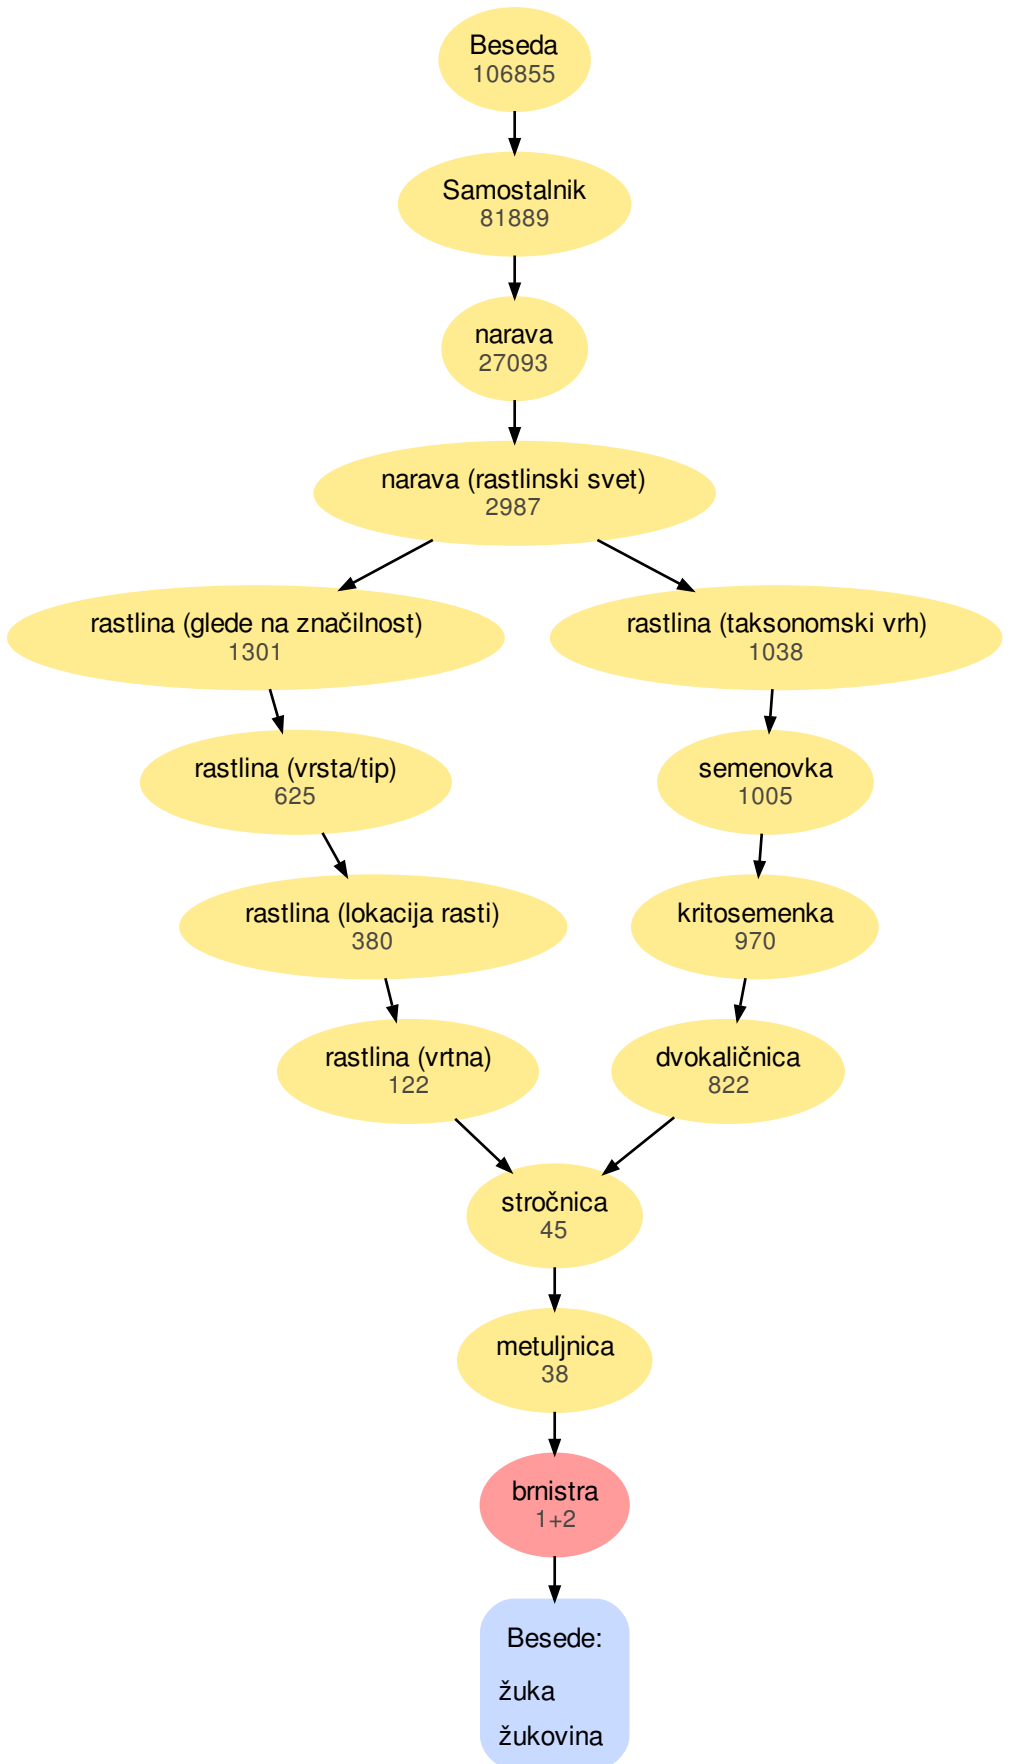 Beseda
106855
Samostalnik
81889
narava
27093
narava (rastlinski svet)
2987
rastlina (glede na značilnost)
1301
rastlina (taksonomski vrh)
1038
rastlina (vrsta/tip)
625
semenovka
1005
rastlina (lokacija rasti)
380
kritosemenka
970
rastlina (vrtna)
122
dvokaličnica
822
stročnica
45
metuljnica
38
brnistra
1+2
Besede:
žuka
žukovina